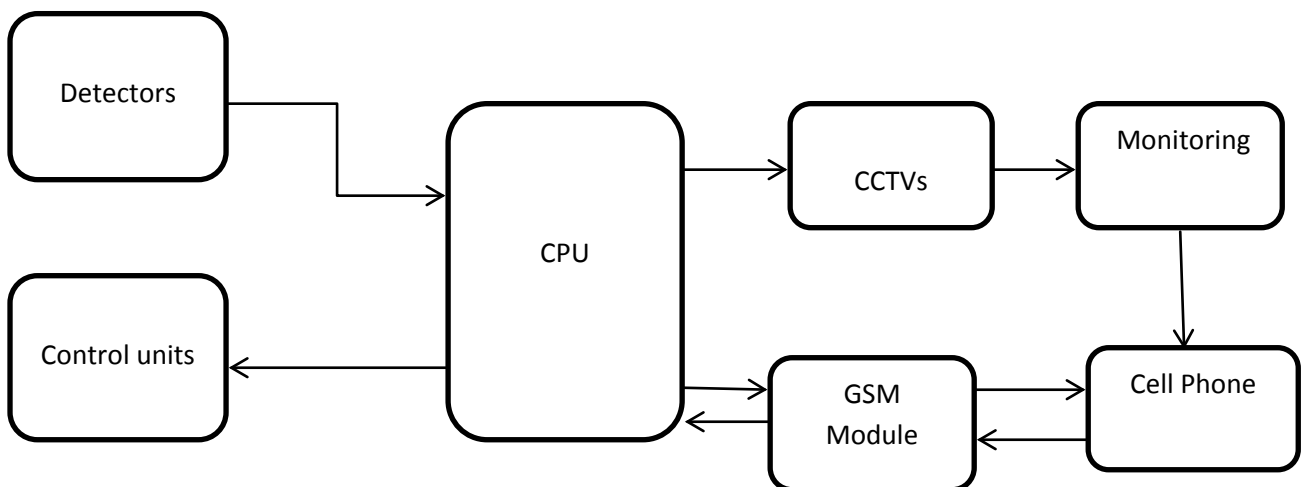 Detectors
Control units
CPU
CCTVs
Monitoring
GSM
Module
Cell Phone